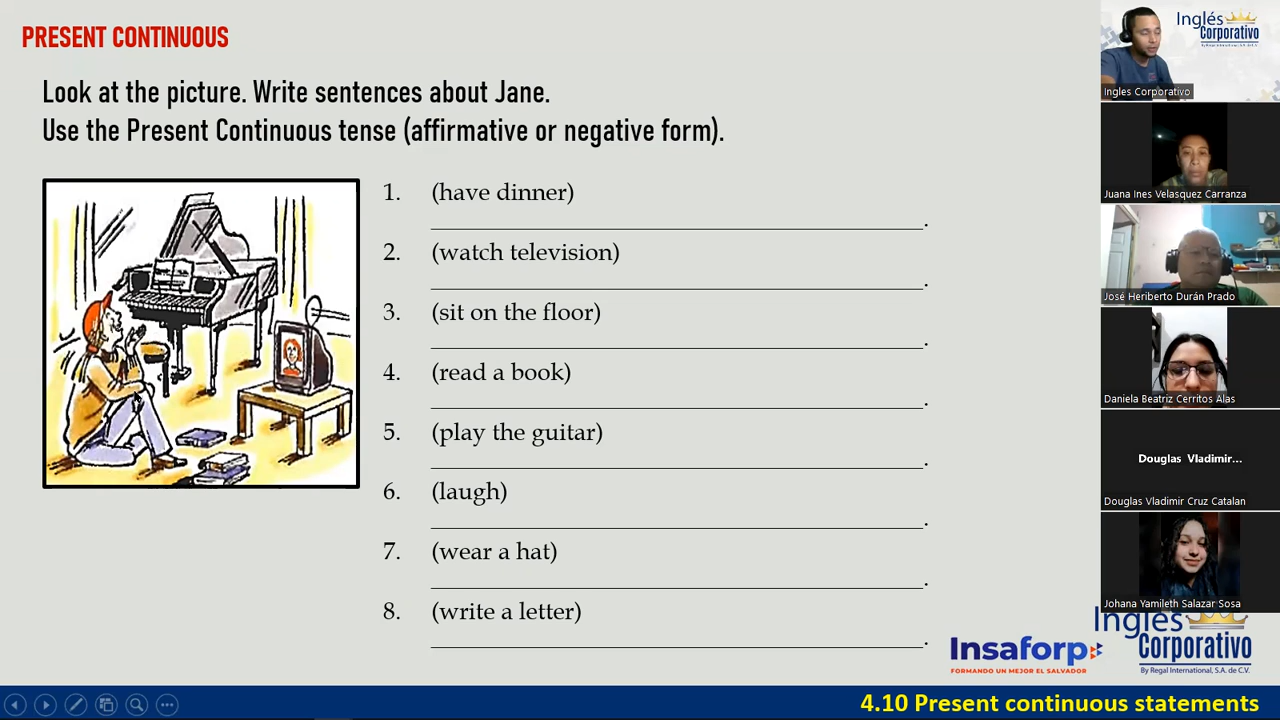 PRESENT CONTINUOUS
Look at the picture. Write sentences about Jane.
Use the Present Continuous tense (affirmative or negative form).
1. (have dinner)
.
2. (watch television)
.
3. (sit on the floor)
.
4. (read a book)
.
5. (play the guitar)
.
6. (laugh)
.
7. (wear a hat)
.
8. (write a letter)
.
Inglés
Corporativo
By Regal International, S.A. de C.V.
Ingles Corporativo
Juana Ines Velasquez Carranza
José Heriberto Durán Prado
Daniela Beatriz Cerritos Alas
Douglas Vladimir...
Douglas Vladimir Cruz Catalan
Johana Yamileth Salazar Sosa
Insaforp
FORMANDO UN MEJOR EL SALVADOR
Inglés
Corporativo
By Regal International, S.A. de C.V.
4.10 Present continuous statements